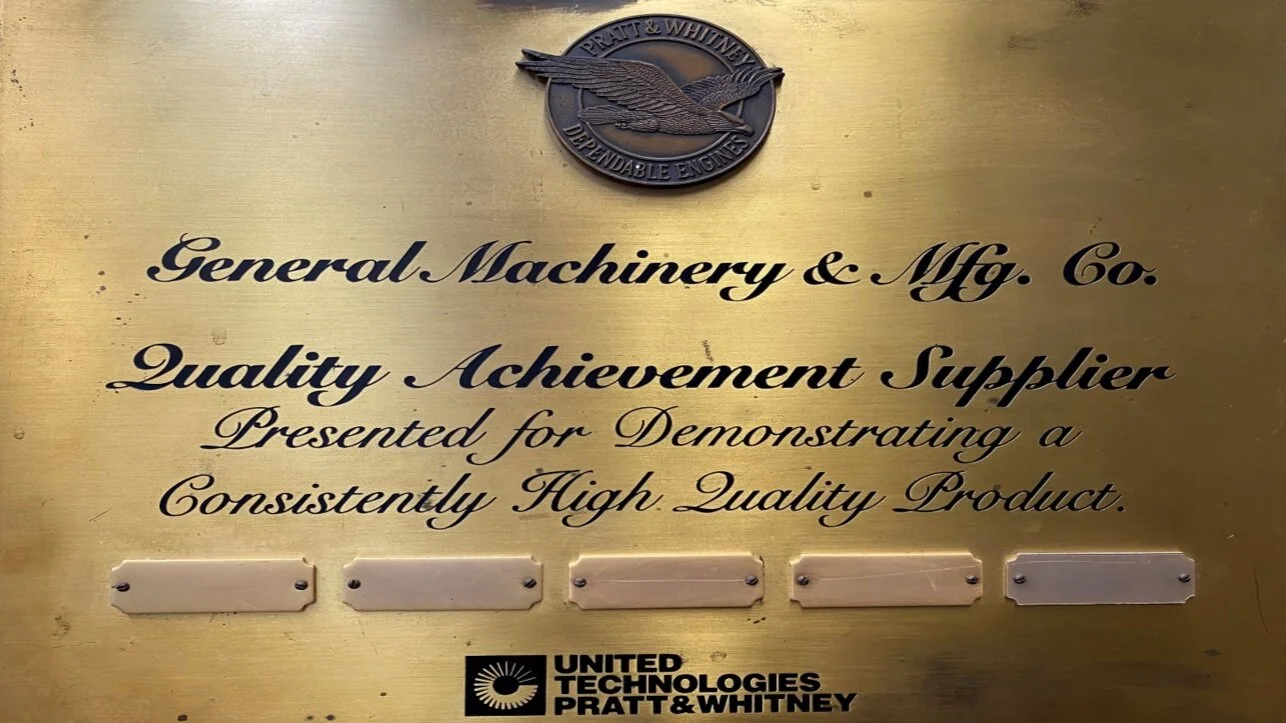 PRATT & WHITNEY
DEPENDABLE ENGINES
General Machinery & Mfg. Co.
Quality Achievement Supplier
Presented for Demonstrating a
Consistently High Quality Product.
UNITED
TECHNOLOGIES
PRATT&WHITNEY